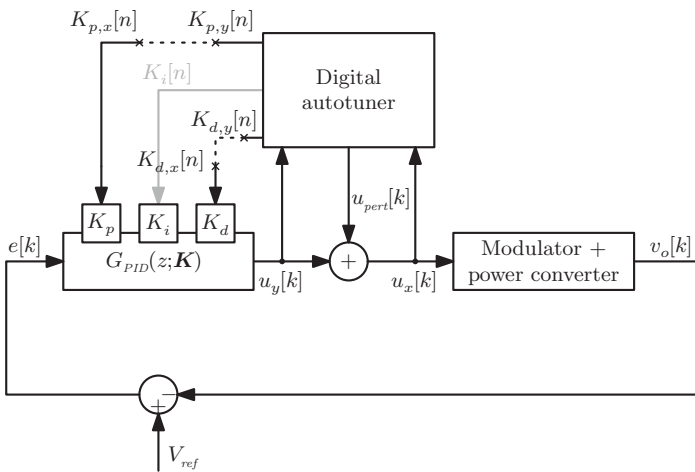 K_{p,x}[n]
K_{p,y}[n]
K_i[n]
Digital
autotuner
K_{d,y}[n]
K_{d,x}[n]
u_{pert}[k]
K_p
K_i
K_d
e[k]
G_{PID}(z;K)
u_y[k]
+
u_x[k]
Modulator +
power converter
v_o[k]
−
+
V_{ref}